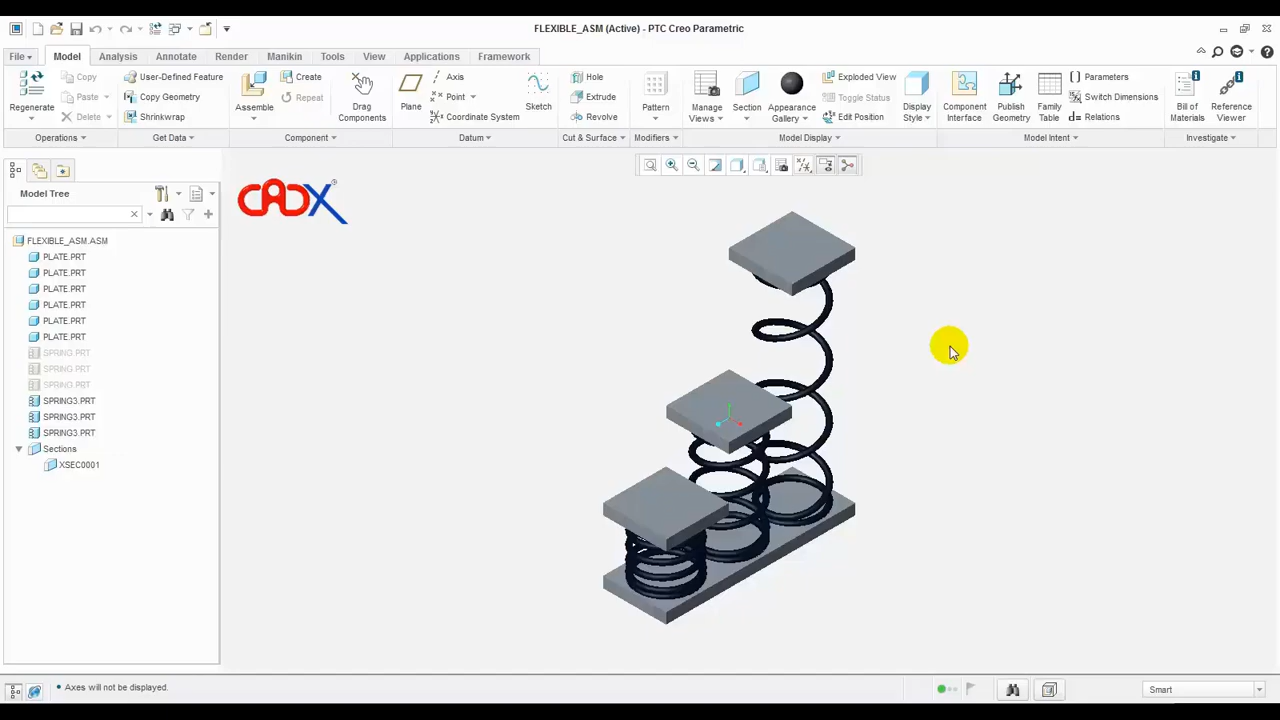 FLEXIBLE_ASM (Active) - PTC Creo Parametric
File Model Analysis Annotate Render Manikin Tools View Applications Framework
Regenerate
Copy
Paste
Delete
Operations
User-Defined Feature
Copy Geometry
Shrinkwrap
Get Data
Assemble
Create
Repeat
Drag Components
Component
Plane
Axis
Point
Coordinate System
Sketch
Datum
Hole
Extrude
Revolve
Cut & Surface
Pattern
Modifiers
Manage Views
Section
Appearance Gallery
Exploded View
Toggle Status
Edit Position
Display Style
Model Display
Component Interface
Publish Geometry
Family Table
Parameters
Switch Dimensions
Relations
Model Intent
Bill of Materials
Reference Viewer
Investigate
Model Tree
CADX®
FLEXIBLE_ASM.ASM
PLATE.PRT
PLATE.PRT
PLATE.PRT
PLATE.PRT
PLATE.PRT
PLATE.PRT
SPRING.PRT
SPRING.PRT
SPRING.PRT
SPRING3.PRT
SPRING3.PRT
SPRING3.PRT
Sections
XSEC0001
• Axes will not be displayed.
Smart